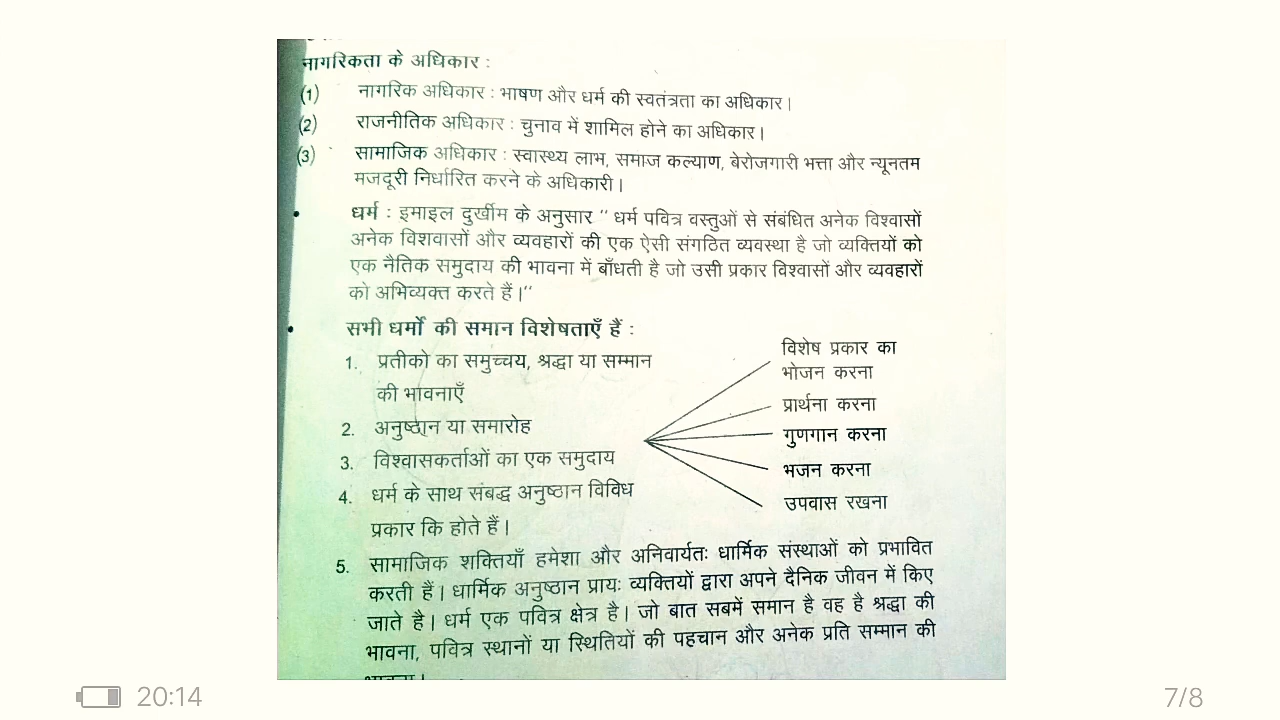 नागरिकता के अधिकार :
(1) नागरिक अधिकार : भाषण और धर्म की स्वतंत्रता का अधिकार।
(2) राजनीतिक अधिकार : चुनाव में शामिल होने का अधिकार।
(3) सामाजिक अधिकार : स्वास्थ्य लाभ, समाज कल्याण, बेरोजगारी भत्ता और न्यूनतम
मजदूरी निर्धारित करने के अधिकारी।
• धर्म : इमाइल दुर्खीम के अनुसार " धर्म पवित्र वस्तुओं से संबंधित अनेक विश्वासों
अनेक विशवासों और व्यवहारों की एक ऐसी संगठित व्यवस्था है जो व्यक्तियों को
एक नैतिक समुदाय की भावना में बाँधती है जो उसी प्रकार विश्वासों और व्यवहारों
को अभिव्यक्त करते हैं।"
• सभी धर्मों की समान विशेषताएँ हैं :
1. प्रतीको का समुच्चय, श्रद्धा या सम्मान
की भावनाएँ
2. अनुष्ठान या समारोह
3. विश्वासकर्ताओं का एक समुदाय
4. धर्म के साथ संबद्ध अनुष्ठान विविध
प्रकार कि होते हैं।
विशेष प्रकार का
भोजन करना
प्रार्थना करना
गुणगान करना
भजन करना
उपवास रखना
5. सामाजिक शक्तियाँ हमेशा और अनिवार्यतः धार्मिक संस्थाओं को प्रभावित
करती हैं। धार्मिक अनुष्ठान प्रायः व्यक्तियों द्वारा अपने दैनिक जीवन में किए
जाते है। धर्म एक पवित्र क्षेत्र है। जो बात सबमें समान है वह है श्रद्धा की
भावना, पवित्र स्थानों या स्थितियों की पहचान और अनेक प्रति सम्मान की
20:14
7/8